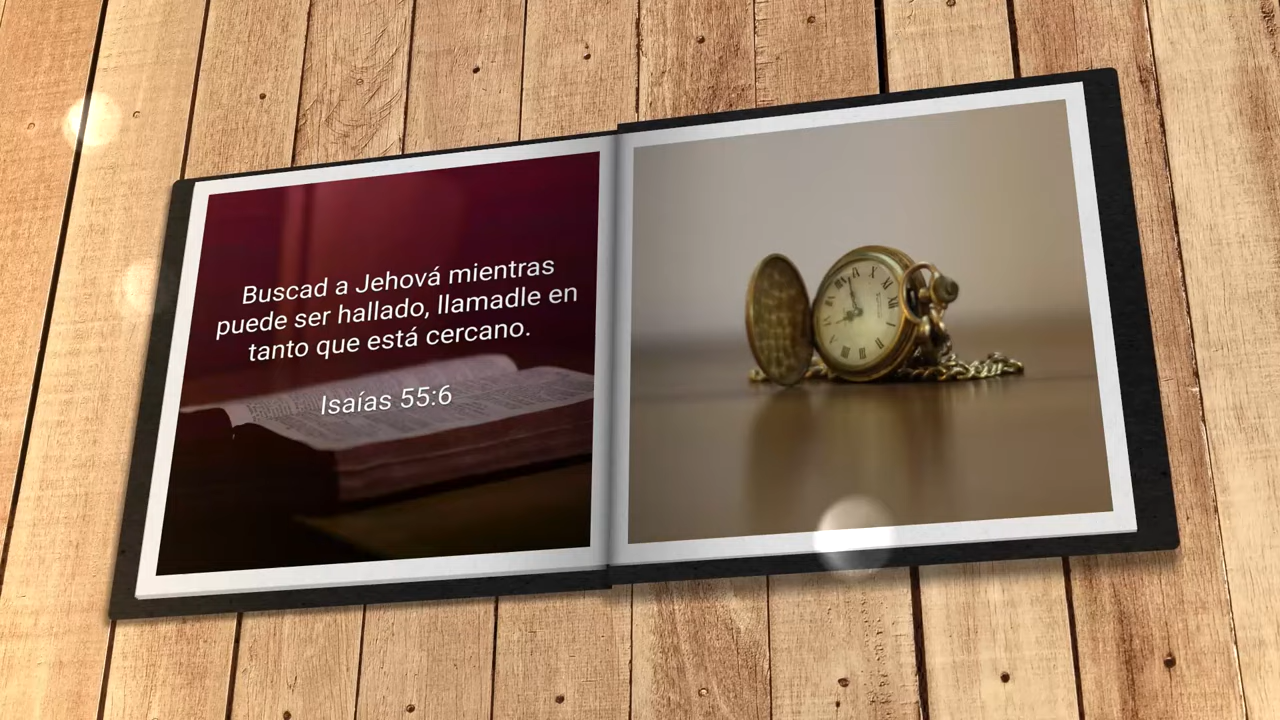 Buscad a Jehová mientras
puede ser hallado, llamadle en
tanto que está cercano.
Isaías 55:6